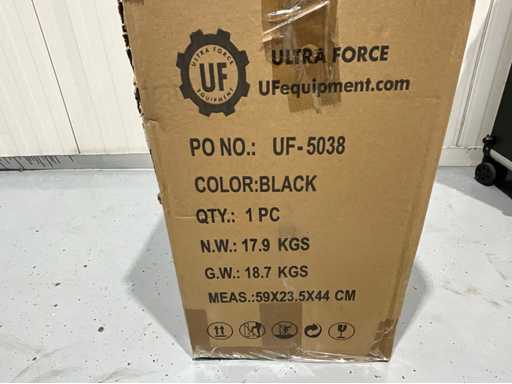 ULTRA FORCE
UF
EQUIPMENT
ULTRA FORCE
UFequipment.com
PO NO.: UF-5038
COLOR:BLACK
QTY.: 1 PC
N.W.: 17.9 KGS
G.W.: 18.7 KGS
MEAS.:59X23.5X44 CM